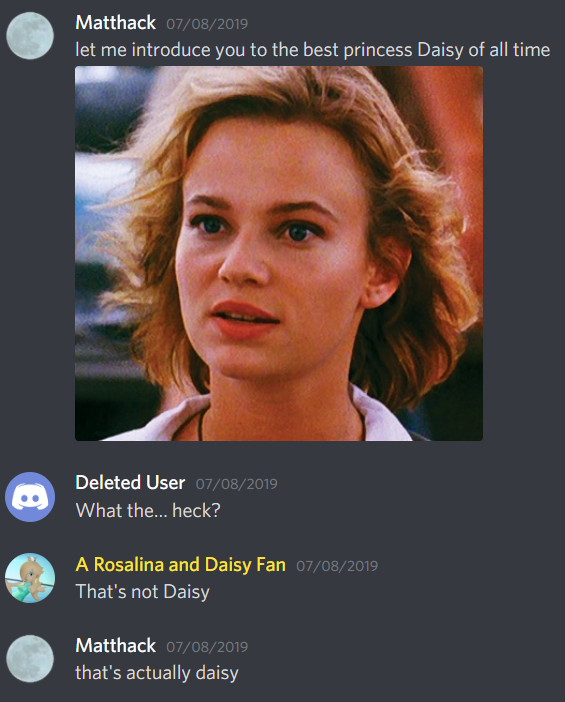 Matthack 07/08/2019
let me introduce you to the best princess Daisy of all time
Deleted User 07/08/2019
What the... heck?
A Rosalina and Daisy Fan 07/08/2019
That's not Daisy
Matthack 07/08/2019
that's actually daisy